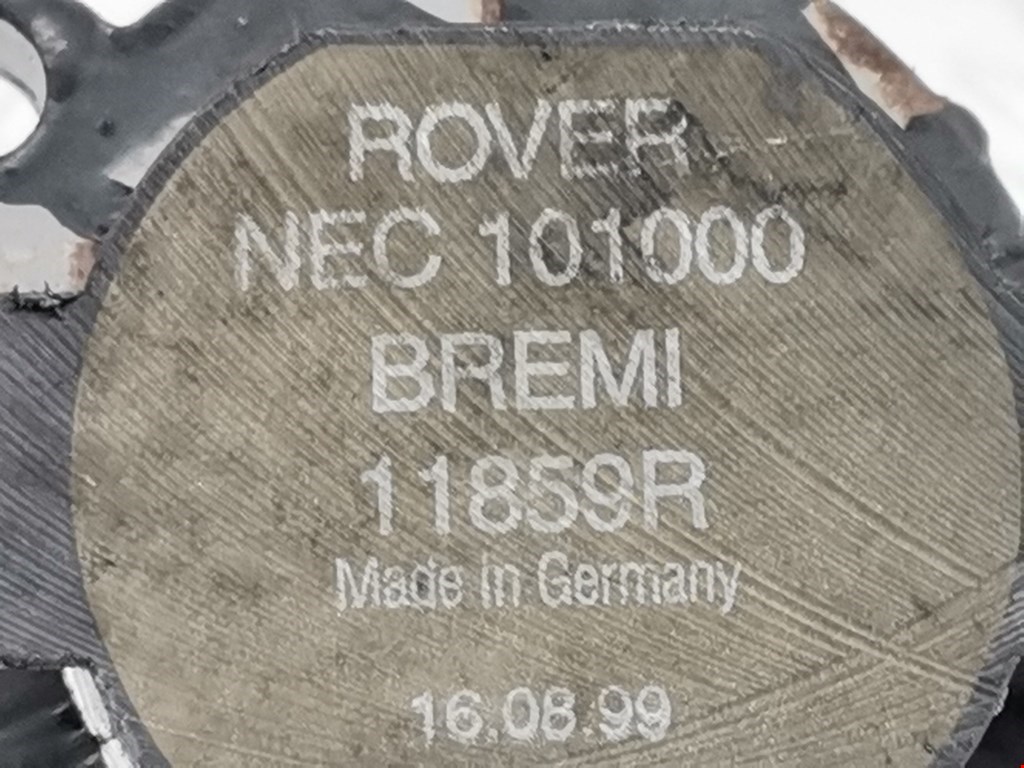 ROVER
NEC 101000
BREMI
11859R
Made in Germany
16.08.99